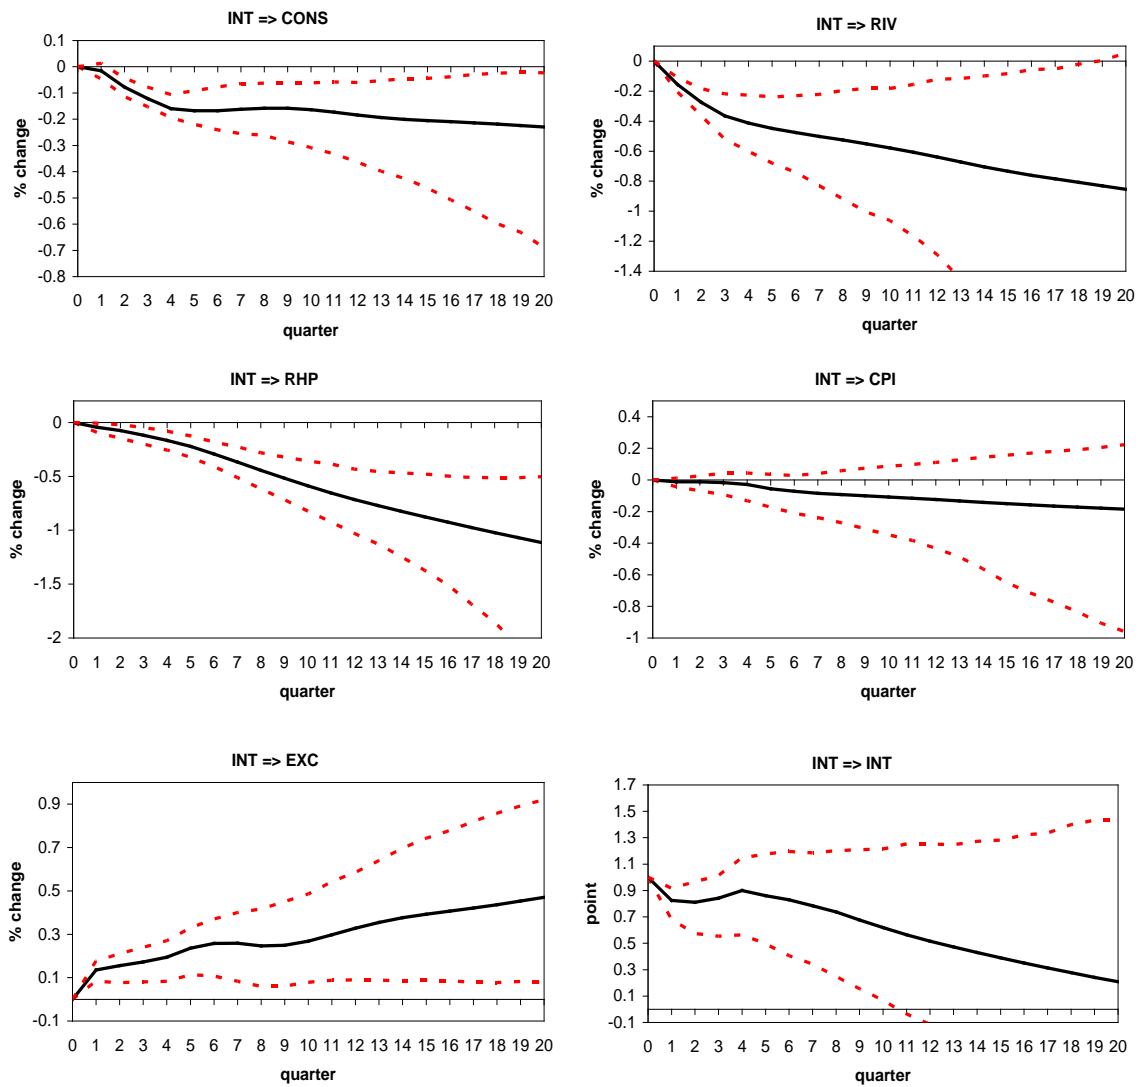 INT => CONS
0.1
0
-0.1
-0.2
-0.3
-0.4
-0.5
-0.6
-0.7
-0.8
% change
0 1 2 3 4 5 6 7 8 9 10 11 12 13 14 15 16 17 18 19 20
quarter
INT => RIV
0
-0.2
-0.4
-0.6
-0.8
-1
-1.2
-1.4
% change
0 1 2 3 4 5 6 7 8 9 10 11 12 13 14 15 16 17 18 19 20
quarter
INT => RHP
0
-0.5
-1
-1.5
-2
% change
0 1 2 3 4 5 6 7 8 9 10 11 12 13 14 15 16 17 18 19 20
quarter
INT => CPI
0.4
0.2
0
-0.2
-0.4
-0.6
-0.8
-1
% change
0 1 2 3 4 5 6 7 8 9 10 11 12 13 14 15 16 17 18 19 20
quarter
INT => EXC
0.9
0.7
0.5
0.3
0.1
-0.1
% change
0 1 2 3 4 5 6 7 8 9 10 11 12 13 14 15 16 17 18 19 20
quarter
INT => INT
1.7
1.5
1.3
1.1
0.9
0.7
0.5
0.3
0.1
-0.1
point
0 1 2 3 4 5 6 7 8 9 10 11 12 13 14 15 16 17 18 19 20
quarter